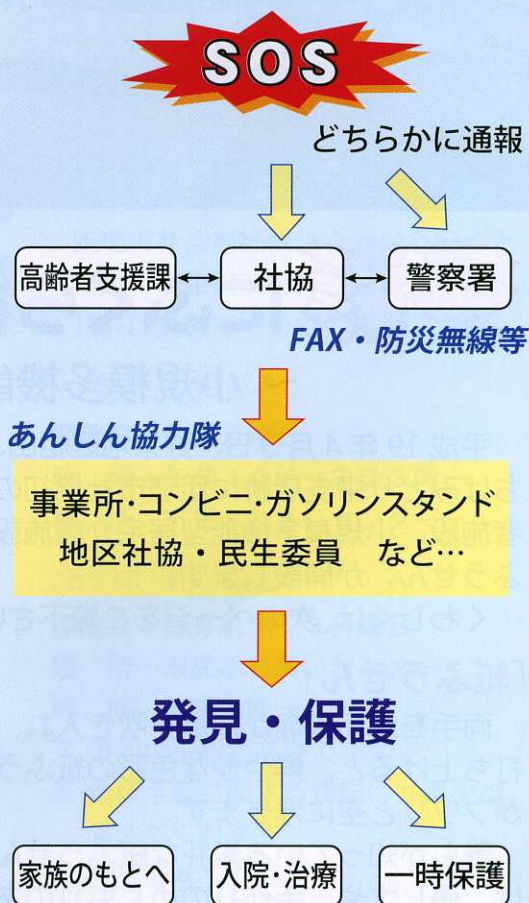 SOS
どちらかに通報
高齢者支援課
社協
警察署
FAX・防災無線等
あんしん協力隊
事業所・コンビニ・ガソリンスタンド
地区社協・民生委員　など…
発見・保護
家族のもとへ
入院・治療
一時保護